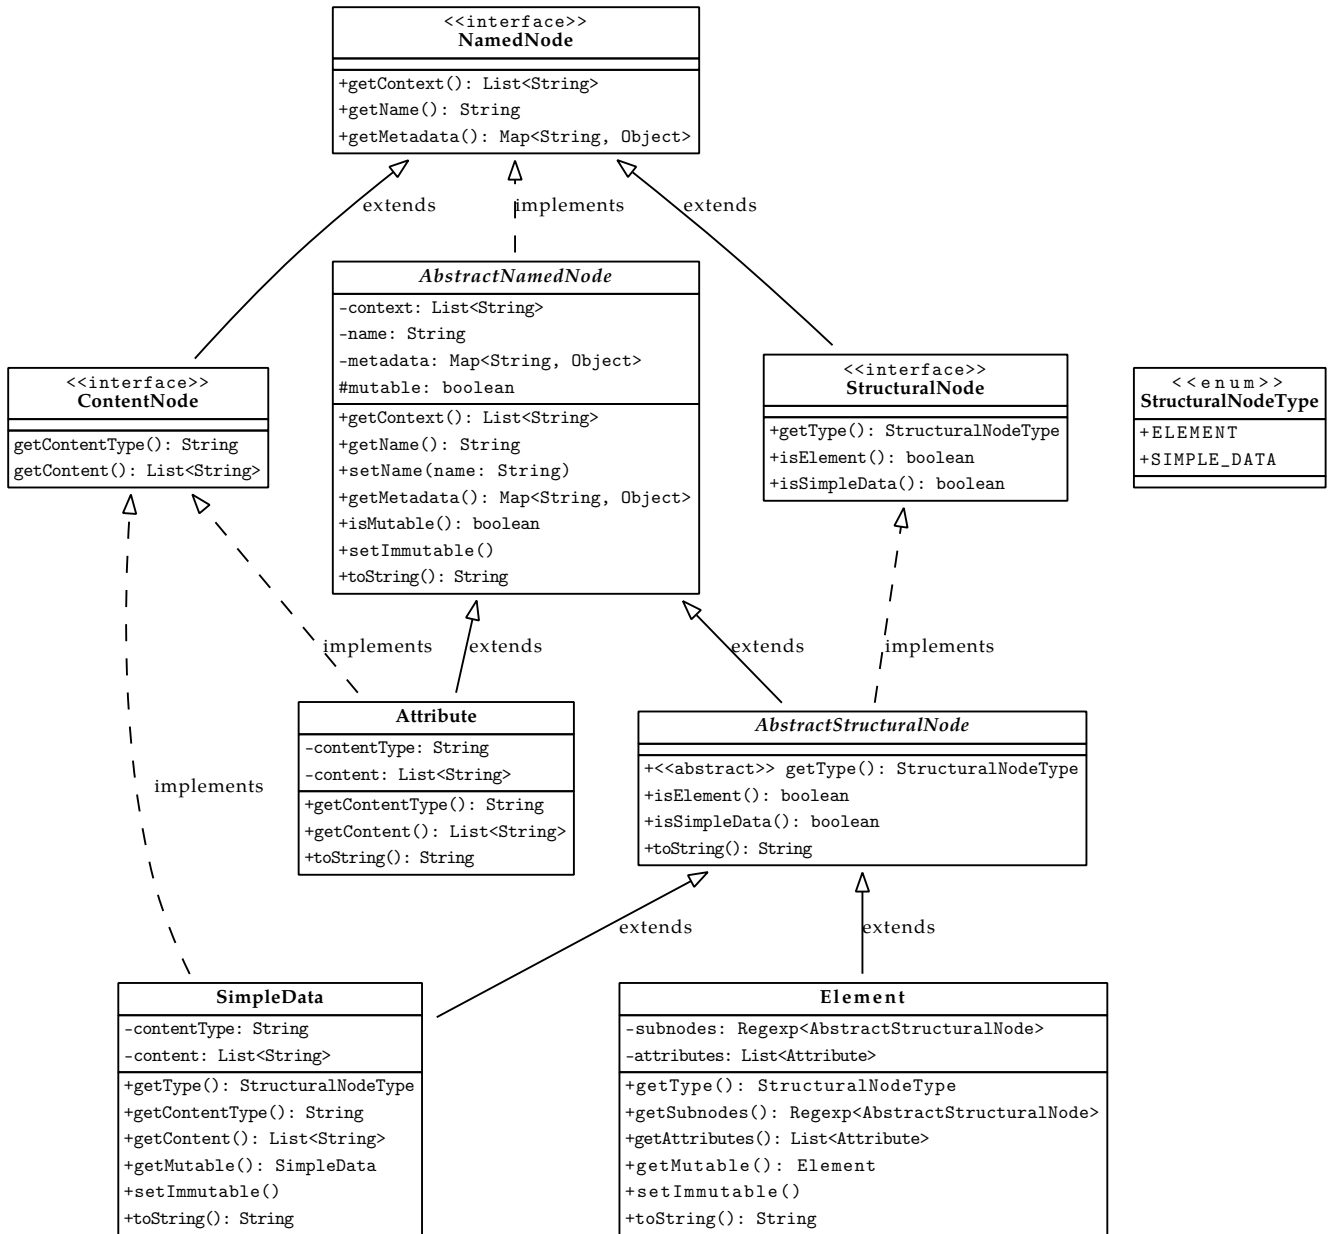 <<interface>>
NamedNode
+getContext(): List<String>
+getName(): String
+getMetadata(): Map<String, Object>
extends
implements
extends
AbstractNamedNode
-context: List<String>
-name: String
-metadata: Map<String, Object>
#mutable: boolean
+getContext(): List<String>
+getName(): String
+setName(name: String)
+getMetadata(): Map<String, Object>
+isMutable(): boolean
+setImmutable()
+toString(): String
<<interface>>
ContentNode
getContentType(): String
getContent(): List<String>
<<interface>>
StructuralNode
+getType(): StructuralNodeType
+isElement(): boolean
+isSimpleData(): boolean
<<enum>>
StructuralNodeType
+ELEMENT
+SIMPLE_DATA
implements
extends
extends
implements
Attribute
-contentType: String
-content: List<String>
+getContentType(): String
+getContent(): List<String>
+toString(): String
AbstractStructuralNode
+<<abstract>> getType(): StructuralNodeType
+isElement(): boolean
+isSimpleData(): boolean
+toString(): String
implements
extends
extends
SimpleData
-contentType: String
-content: List<String>
+getType(): StructuralNodeType
+getContentType(): String
+getContent(): List<String>
+getMutable(): SimpleData
+setImmutable()
+toString(): String
Element
-subnodes: Regexp<AbstractStructuralNode>
-attributes: List<Attribute>
+getType(): StructuralNodeType
+getSubnodes(): Regexp<AbstractStructuralNode>
+getAttributes(): List<Attribute>
+getMutable(): Element
+setImmutable()
+toString(): String